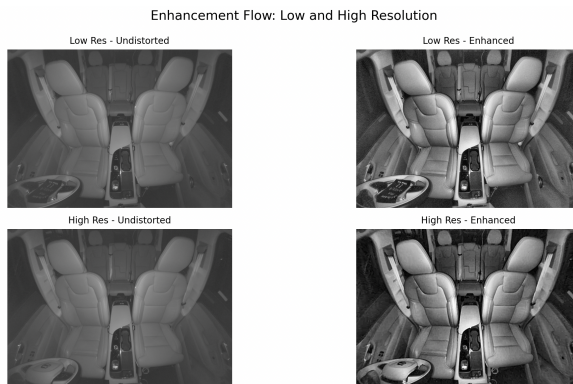 Enhancement Flow: Low and High Resolution
Low Res - Undistorted
Low Res - Enhanced
High Res - Undistorted
High Res - Enhanced